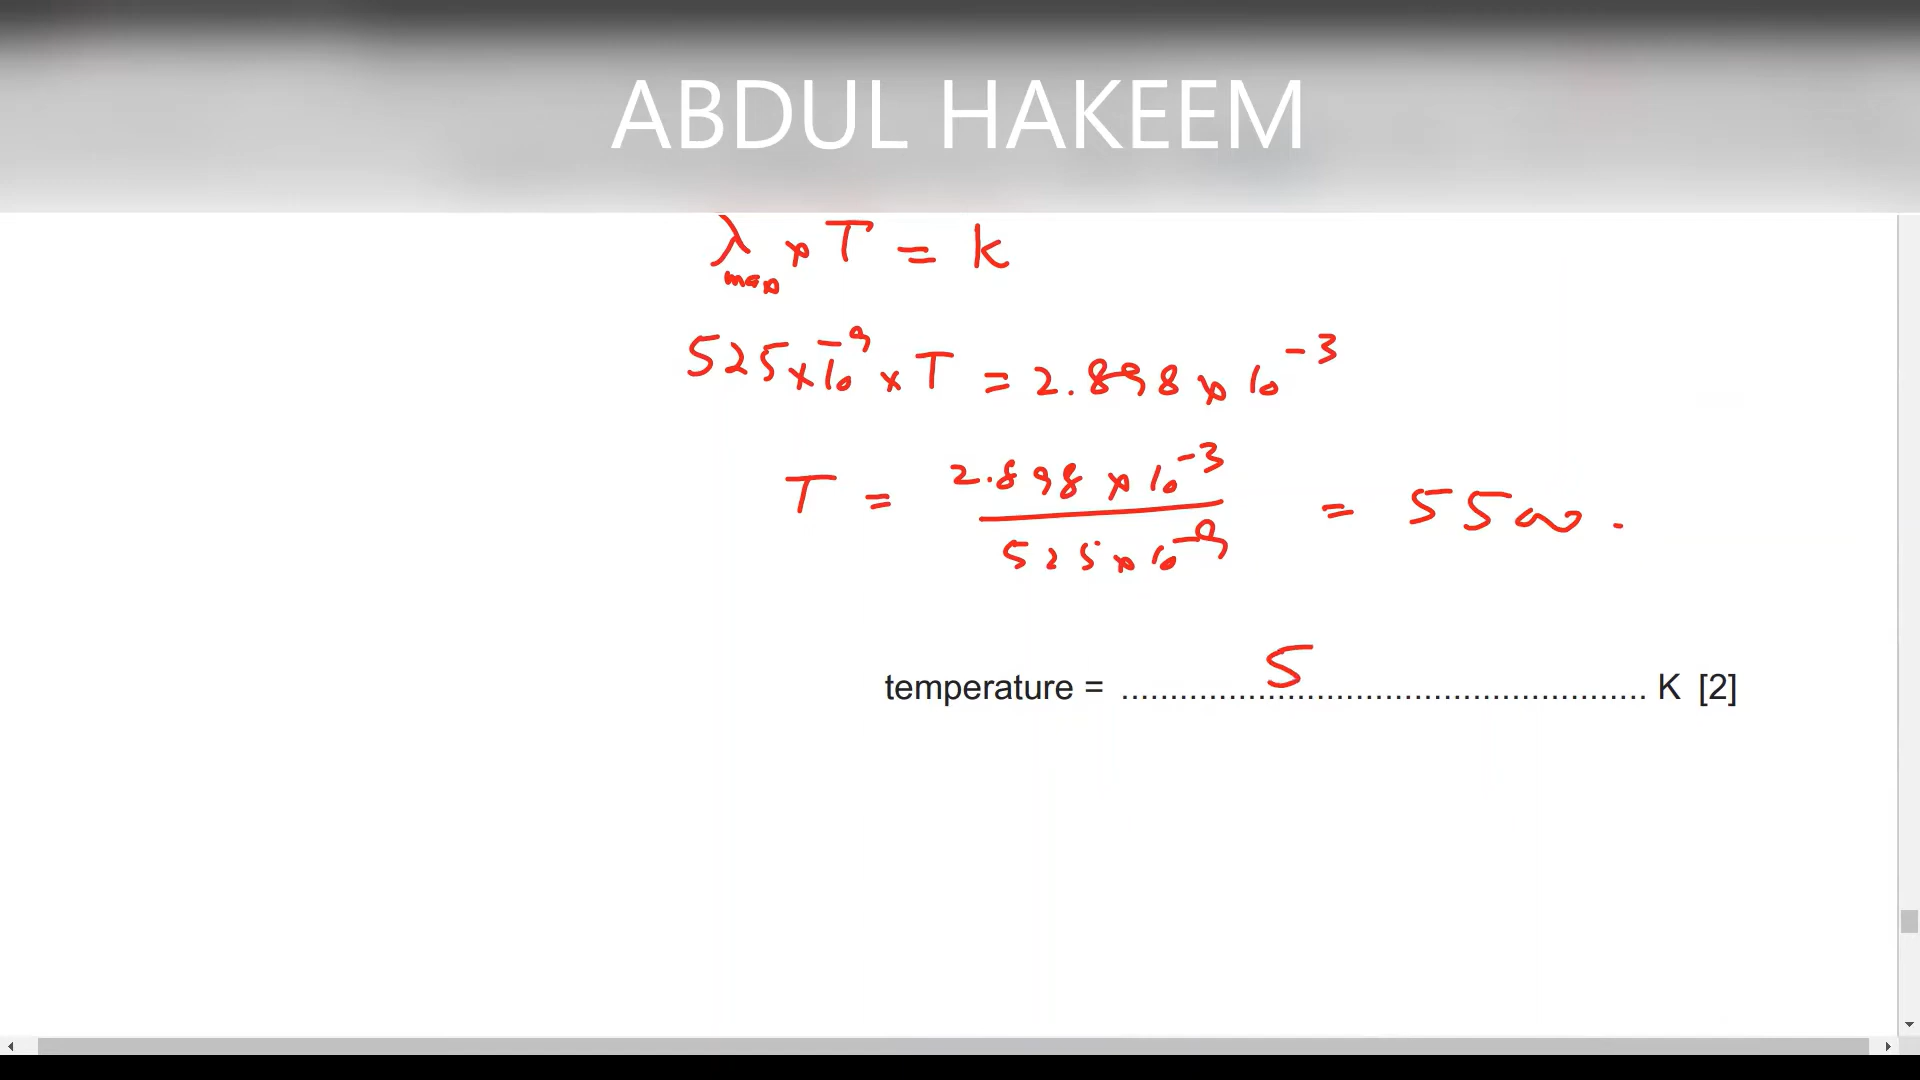 ABDUL HAKEEM
λmax × T = k
525×10⁻⁹ × T = 2.898 × 10⁻³
T = 2.898 × 10⁻³ / 525×10⁻⁹ = 5500.
temperature = ...................5................................... K [2]